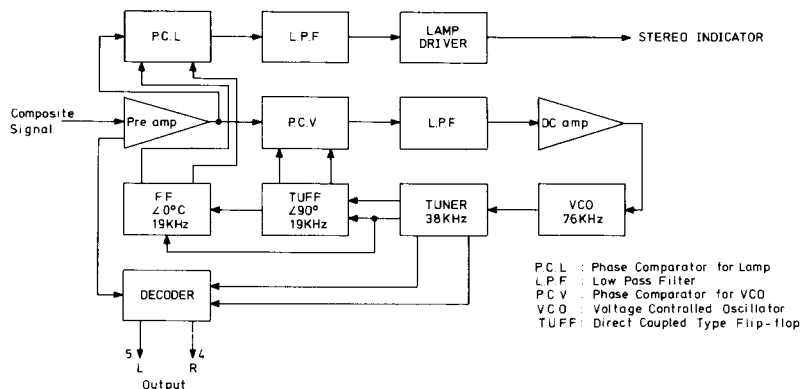 P.C.L
L.P.F
LAMP
DRIVER
STEREO INDICATOR
Composite
Signal
Pre amp
P.C.V
L.P.F
DC amp
F F
∠0°C
19KHz
TUFF
∠90°
19KHz
TUNER
38KHz
VCO
76KHz
DECODER
P.C.L : Phase Comparator for Lamp
L.P.F : Low Pass Filter
P.C.V : Phase Comparator for VCO
VCO : Voltage Controlled Oscillator
TUFF : Direct Coupled Type Flip-flop
5 4
L R
Output